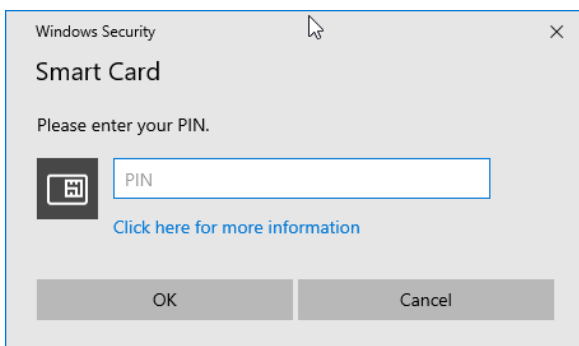 Windows Security
Smart Card
Please enter your PIN.
PIN
Click here for more information
OK
Cancel